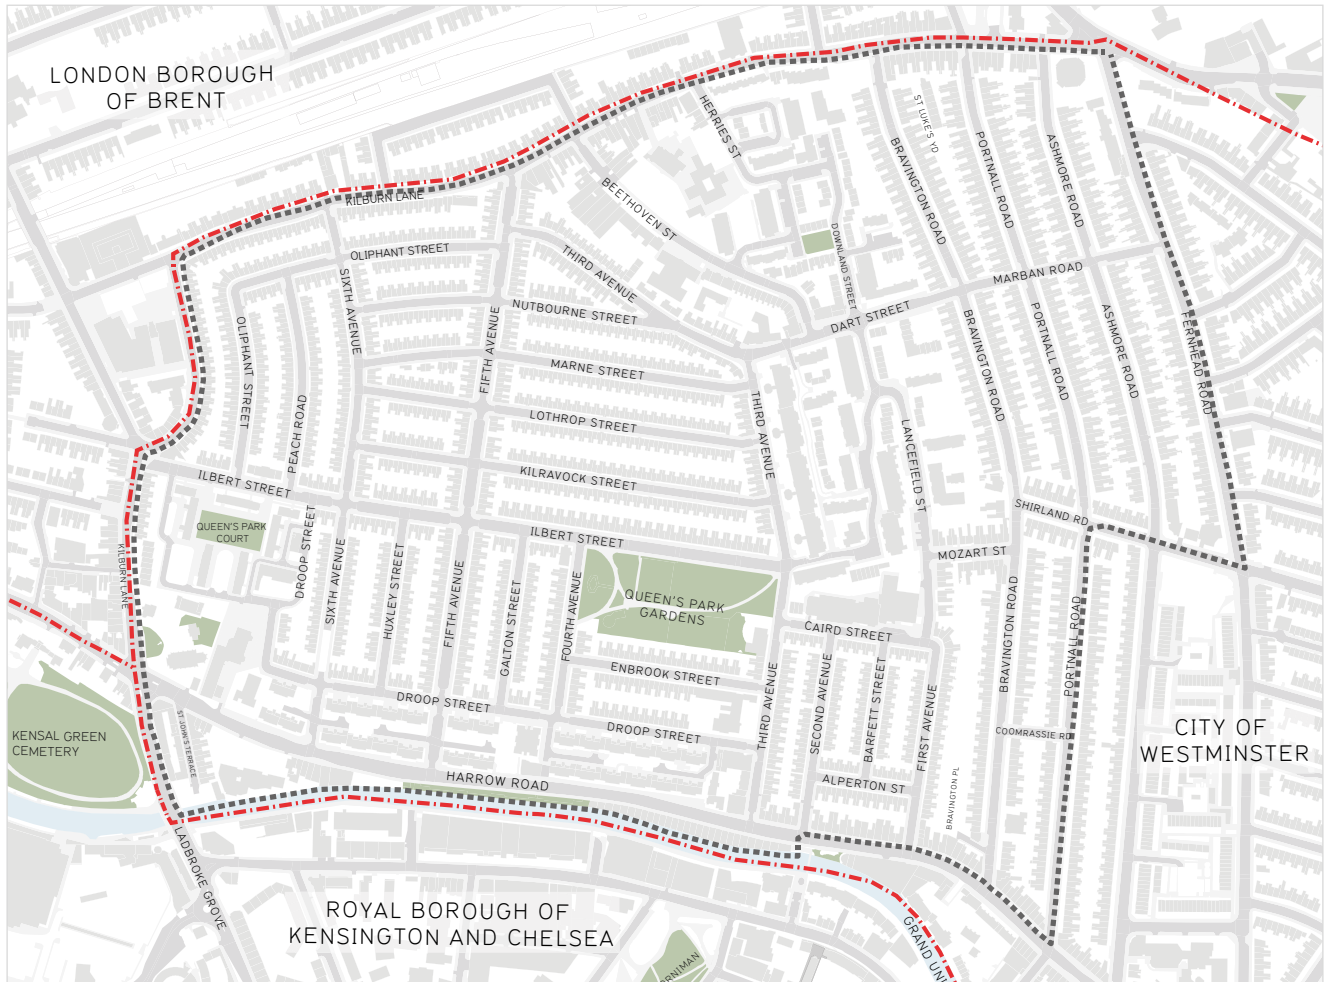 LONDON BOROUGH
OF BRENT
HERRIES ST
ST LUKE'S YD
BRAVINGTON ROAD
PORTNALL ROAD
ASHMORE ROAD
KILBURN LANE
BEETHOVEN ST
OLIPHANT STREET
THIRD AVENUE
DOWNLAND STREET
MARBAN ROAD
SIXTH AVENUE
NUTBOURNE STREET
DART STREET
OLIPHANT STREET
PEACH ROAD
FIFTH AVENUE
MARNE STREET
BRAVINGTON ROAD
PORTNALL ROAD
ASHMORE ROAD
FERNHEAD ROAD
LOTHROP STREET
THIRD AVENUE
LANCEFIELD ST
KILRAVOCK STREET
ILBERT STREET
SHIRLAND RD
QUEEN'S PARK
COURT
DROOP STREET
ILBERT STREET
MOZART ST
KILBURN LANE
SIXTH AVENUE
HUXLEY STREET
FIFTH AVENUE
GALTON STREET
FOURTH AVENUE
QUEEN'S PARK
GARDENS
CAIRD STREET
BRAVINGTON ROAD
PORTNALL ROAD
ENBROOK STREET
THIRD AVENUE
SECOND AVENUE
BARFETT STREET
FIRST AVENUE
DROOP STREET
DROOP STREET
COOMRASSIE RD
CITY OF
WESTMINSTER
KENSAL GREEN
CEMETERY
ST JOHN'S TERRACE
HARROW ROAD
ALPERTON ST
BRAVINGTON PL
LADBROKE GROVE
ROYAL BOROUGH OF
KENSINGTON AND CHELSEA
GRAND UNI
RNIMAN